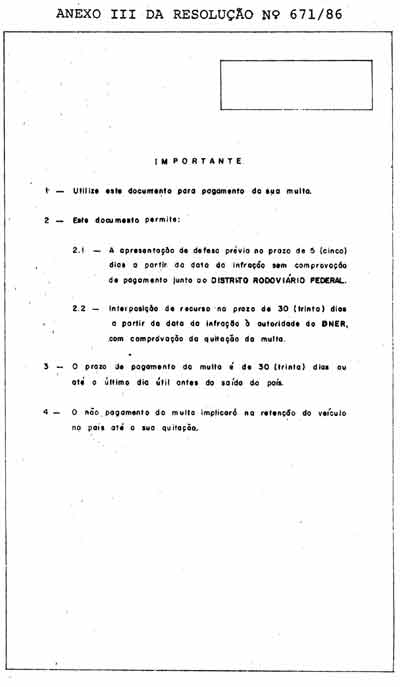 ANEXO III DA RESOLUÇÃO Nº 671/86
IMPORTANTE
1 — Utilize este documento para pagamento da sua multa.
2 — Este documento permite:
2.1 — A apresentação de defesa prévia no prazo de 5 (cinco)
dias a partir da data da infração sem comprovação
de pagamento junto ao DISTRITO RODOVIÁRIO FEDERAL.
2.2 — Interposição de recurso no prazo de 30 (trinta) dias
a partir da data da infração à autoridade do DNER,
com comprovação da quitação da multa.
3 — O prazo de pagamento da multa é de 30 (trinta) dias ou
até o último dia útil antes da saída do país.
4 — O não pagamento da multa implicará na retenção do veículo
no país até a sua quitação.